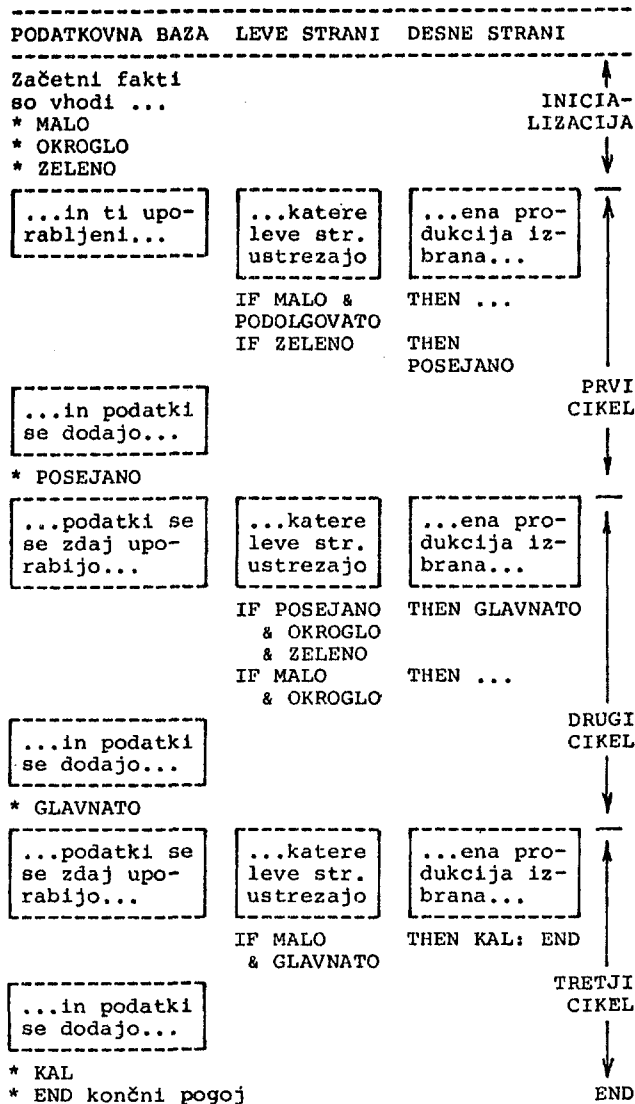 PODATKOVNA BAZA LEVE STRANI DESNE STRANI
Začetni fakti
so vhodi ...
INICIA-
* MALO
LIZACIJA
* OKROGLO
* ZELENO
...in ti upo-
rabljeni...
...katere
leve str.
ustrezajo
...ena pro-
dukcija iz-
brana...
IF MALO & THEN ...
PODOLGOVATO
IF ZELENO THEN
POSEJANO
PRVI
CIKEL
...in podatki
se dodajo...
* POSEJANO
...podatki se
se zdaj upo-
rabijo...
...katere
leve str.
ustrezajo
...ena pro-
dukcija iz-
brana...
IF POSEJANO THEN GLAVNATO
& OKROGLO
& ZELENO
IF MALO THEN ...
& OKROGLO
DRUGI
CIKEL
...in podatki
se dodajo...
* GLAVNATO
...podatki se
se zdaj upo-
rabijo...
...katere
leve str.
ustrezajo
...ena pro-
dukcija iz-
brana...
IF MALO THEN KAL: END
& GLAVNATO
TRETJI
CIKEL
...in podatki
se dodajo...
* KAL
* END končni pogoj END